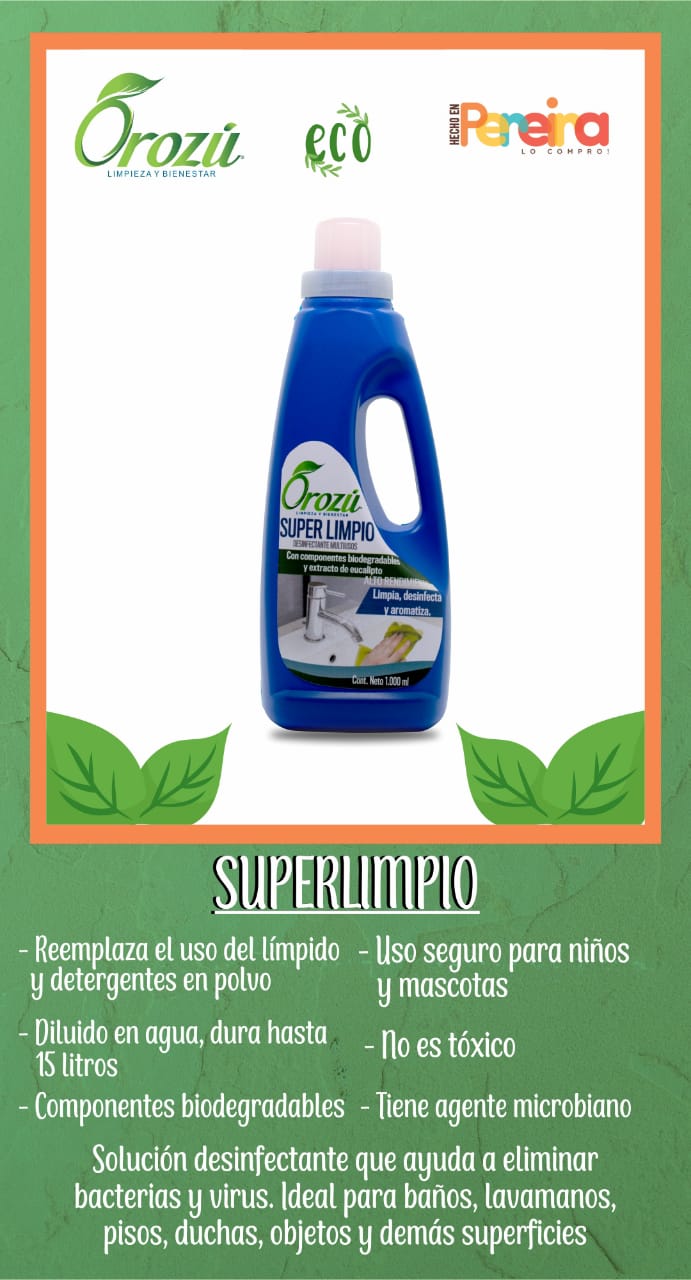 Orozú
LIMPIEZA Y BIENESTAR
eco
HECHO EN
Pereira
LO COMPRO!
Orozú
LIMPIEZA Y BIENESTAR
SUPER LIMPIO
DESINFECTANTE MULTIUSOS
Con componentes biodegradables
y extracto de eucalipto
ALTO
Limpia, desinfecta
y aromatiza.
Cont. Neto 1.000 ml
SUPERLIMPIO
- Reemplaza el uso del límpido
y detergentes en polvo
- Diluido en agua, dura hasta
15 litros
- Componentes biodegradables
- Uso seguro para niños
y mascotas
- No es tóxico
- Tiene agente microbiano
Solución desinfectante que ayuda a eliminar
bacterias y virus. Ideal para baños, lavamanos,
pisos, duchas, objetos y demás superficies